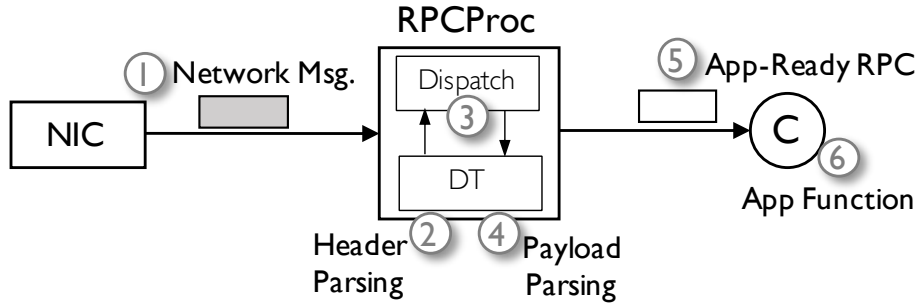 RPCProc
1 Network Msg.
5 App-Ready RPC
Dispatch
3
NIC
C
DT
6
App Function
Header 2
Parsing
4 Payload
Parsing